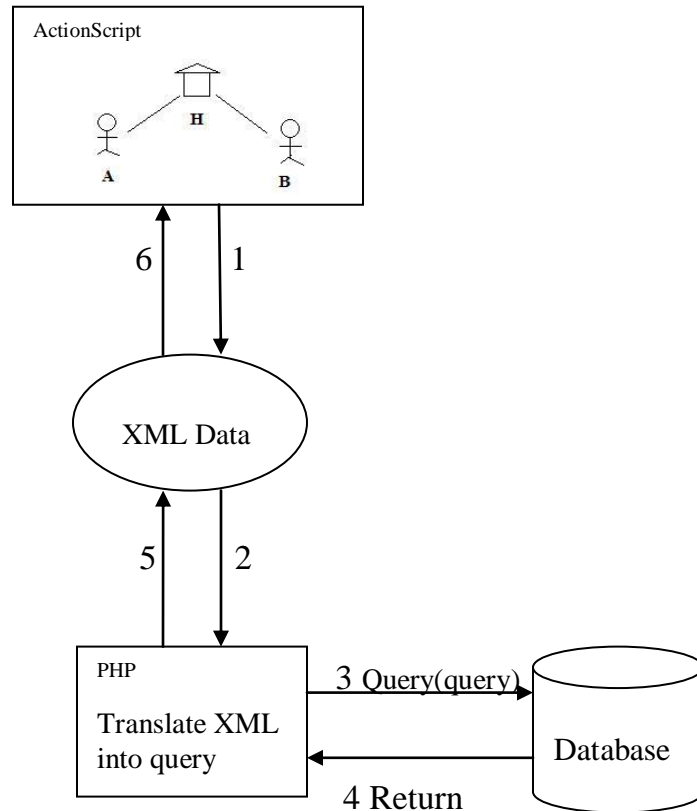 ActionScript
H
A
B
6
1
XML Data
5
2
PHP
Translate XML
into query
3 Query(query)
Database
4 Return